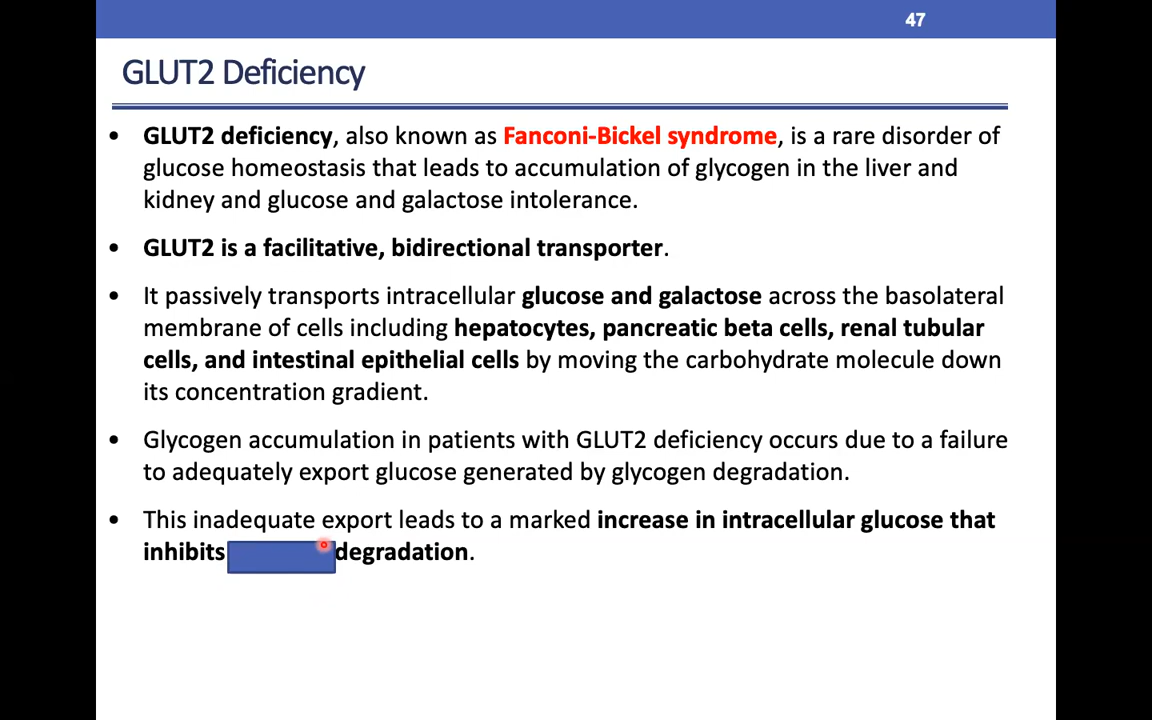 47
GLUT2 Deficiency
• GLUT2 deficiency, also known as Fanconi-Bickel syndrome, is a rare disorder of
glucose homeostasis that leads to accumulation of glycogen in the liver and
kidney and glucose and galactose intolerance.
• GLUT2 is a facilitative, bidirectional transporter.
• It passively transports intracellular glucose and galactose across the basolateral
membrane of cells including hepatocytes, pancreatic beta cells, renal tubular
cells, and intestinal epithelial cells by moving the carbohydrate molecule down
its concentration gradient.
• Glycogen accumulation in patients with GLUT2 deficiency occurs due to a failure
to adequately export glucose generated by glycogen degradation.
• This inadequate export leads to a marked increase in intracellular glucose that
inhibits degradation.